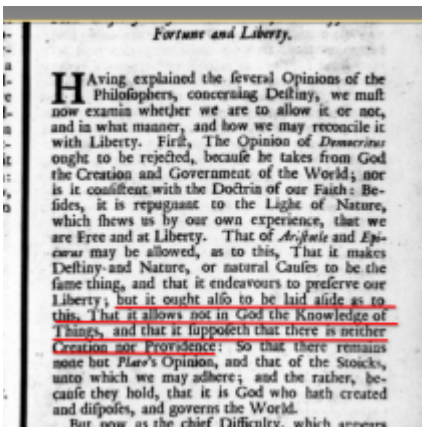 Fortune and Liberty.
HAving explained the ſeveral Opinions of the
Philoſophers, concerning Deſtiny, we muſt
now examin whether we are to allow it or not,
and in what manner, and how we may reconcile it
with Liberty. Firſt, The Opinion of Democritus
ought to be rejected, becauſe he takes from God
the Creation and Government of the World; nor
is it conſiſtent with the Doctrin of our Faith: Be-
ſides, it is repugnant to the Light of Nature,
which ſhews us by our own experience, that we
are Free and at Liberty. That of Ariſtotle and Epi-
curus may be allowed, as to this, That it makes
Deſtiny and Nature, or natural Cauſes to be the
ſame thing, and that it endeavours to preſerve our
Liberty; but it ought alſo to be laid aſide as to
this, That it allows not in God the Knowledge of
Things, and that it ſuppoſeth that there is neither
Creation nor Providence: So that there remains
none but Plato's Opinion, and that of the Stoicks,
unto which we may adhere; and the rather, be-
cauſe they hold, that it is God who hath created
and diſpoſes, and governs the World.
But now as the chief Difficulty, which appears